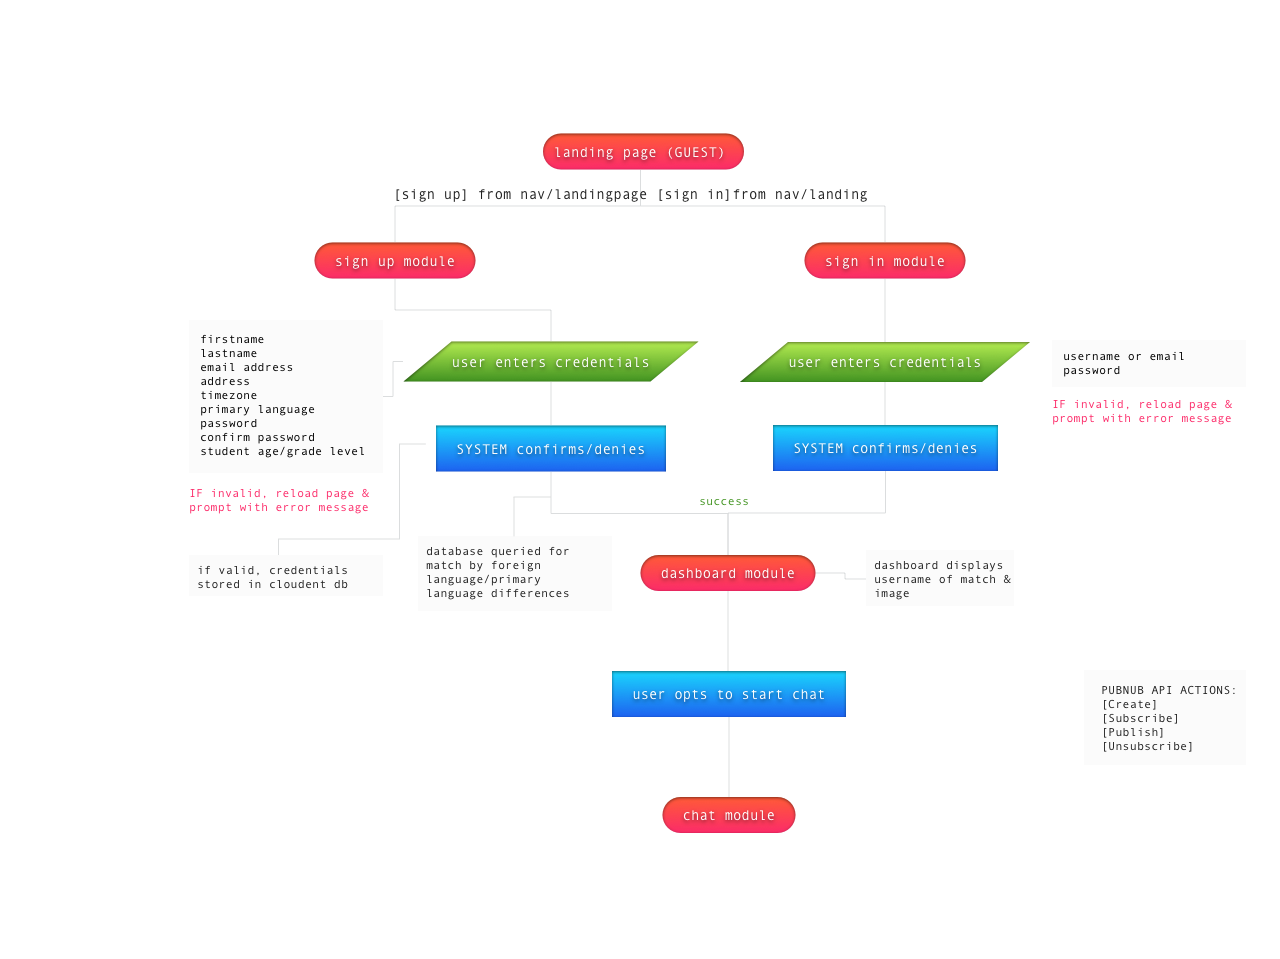 landing page (GUEST)
[sign up] from nav/landingpage [sign in]from nav/landing
sign up module
sign in module
firstname
lastname
email address
address
timezone
primary language
password
confirm password
student age/grade level
user enters credentials
user enters credentials
username or email
password
IF invalid, reload page &
prompt with error message
SYSTEM confirms/denies
SYSTEM confirms/denies
IF invalid, reload page &
prompt with error message
success
if valid, credentials
stored in cloudent db
database queried for
match by foreign
language/primary
language differences
dashboard module
dashboard displays
username of match &
image
user opts to start chat
PUBNUB API ACTIONS:
[Create]
[Subscribe]
[Publish]
[Unsubscribe]
chat module